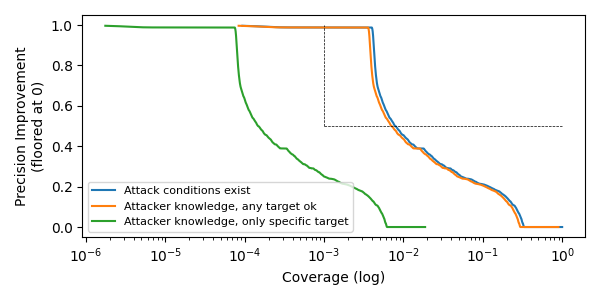 Precision Improvement
(floored at 0)
1.0
0.8
0.6
0.4
0.2
0.0
Attack conditions exist
Attacker knowledge, any target ok
Attacker knowledge, only specific target
10⁻⁶ 10⁻⁵ 10⁻⁴ 10⁻³ 10⁻² 10⁻¹ 10⁰
Coverage (log)